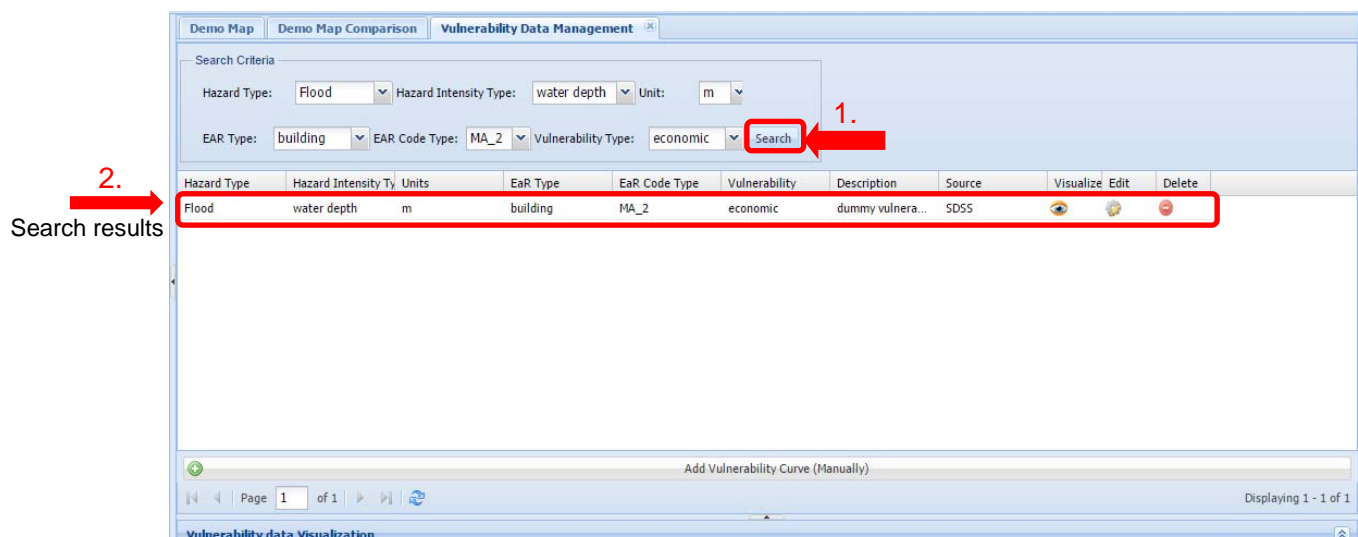 Demo Map Demo Map Comparison Vulnerability Data Management
Search Criteria
Hazard Type: Flood Hazard Intensity Type: water depth Unit: m
1.
EAR Type: building EAR Code Type: MA_2 Vulnerability Type: economic Search
2.
Hazard Type Hazard Intensity Ty Units EaR Type EaR Code Type Vulnerability Description Source Visualize Edit Delete
Flood water depth m building MA_2 economic dummy vulnera... SDSS
Search results
Add Vulnerability Curve (Manually)
Page 1 of 1 Displaying 1 - 1 of 1
Vulnerability data Visualization